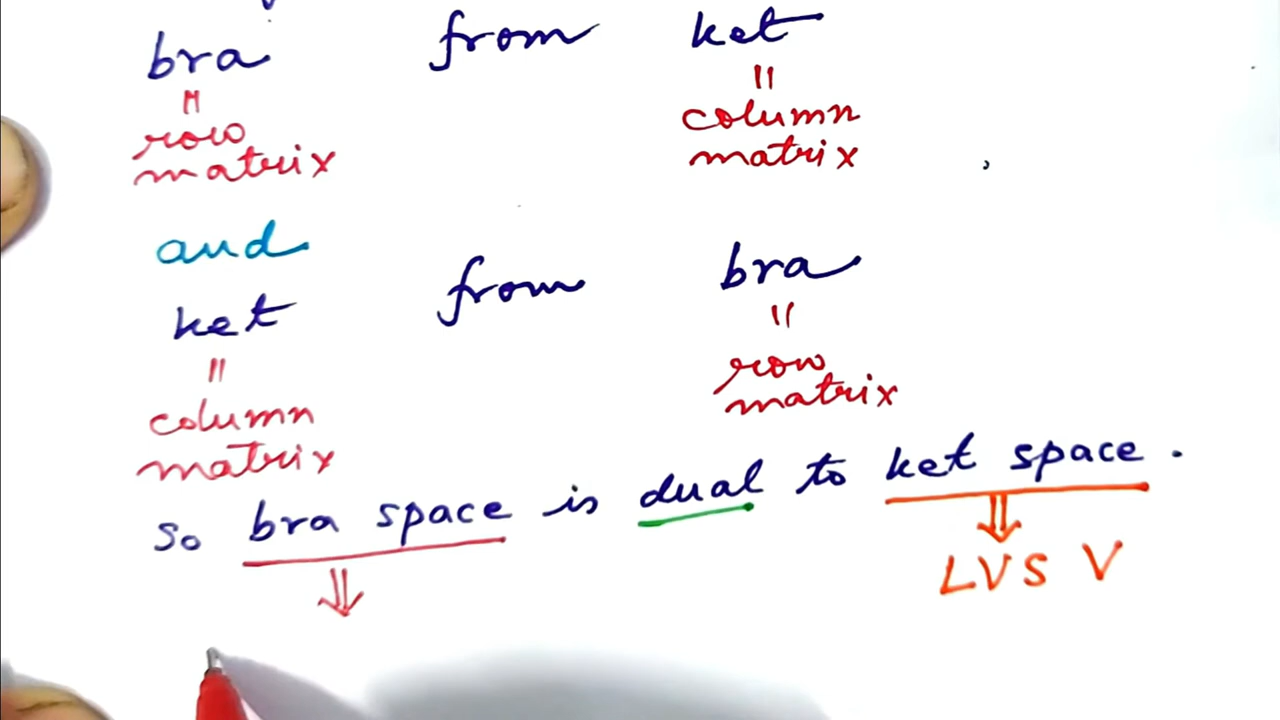 bra from ket
= =
row column
matrix matrix
and
ket from bra
= =
column row
matrix matrix
so bra space is dual to ket space.
⇓ ⇓
LVS V